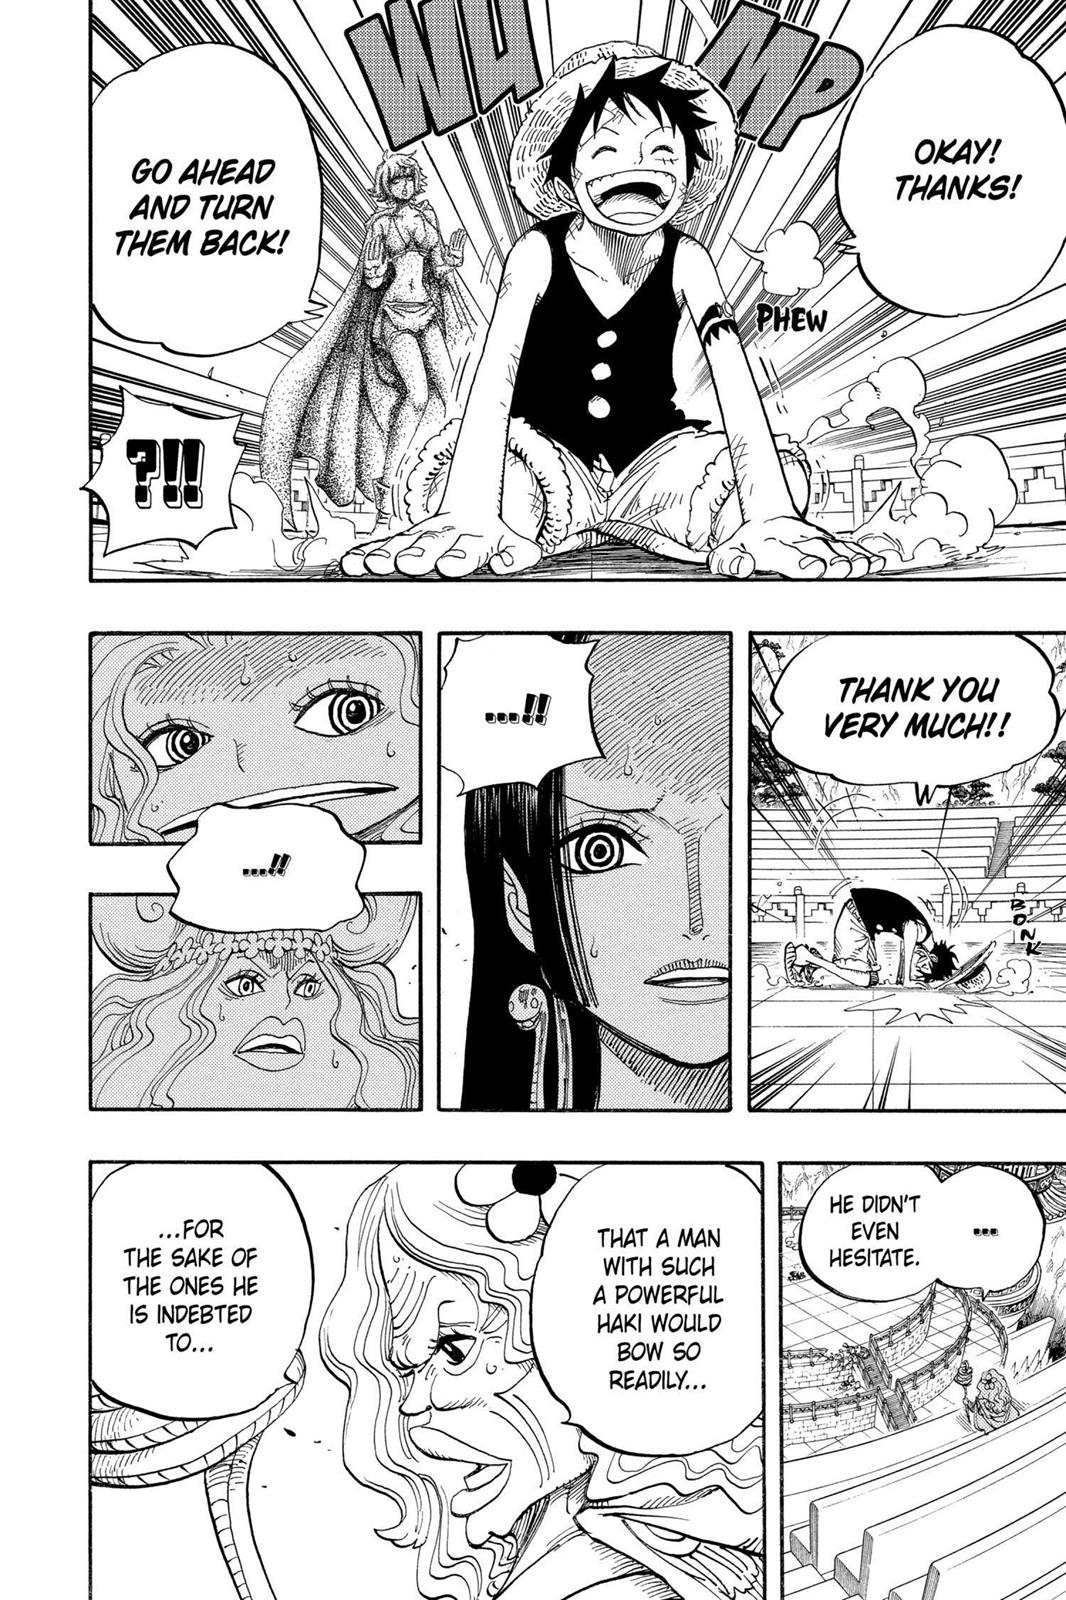 WUMP
OKAY!
THANKS!
PHEW
GO AHEAD
AND TURN
THEM BACK!
?!!
THANK YOU
VERY MUCH!!
W
BONK
...!!
...!!
...
HE DIDN'T
EVEN
HESITATE.
THAT A MAN
WITH SUCH
A POWERFUL
HAKI WOULD
BOW SO
READILY...
...FOR
THE SAKE OF
THE ONES HE
IS INDEBTED
TO...